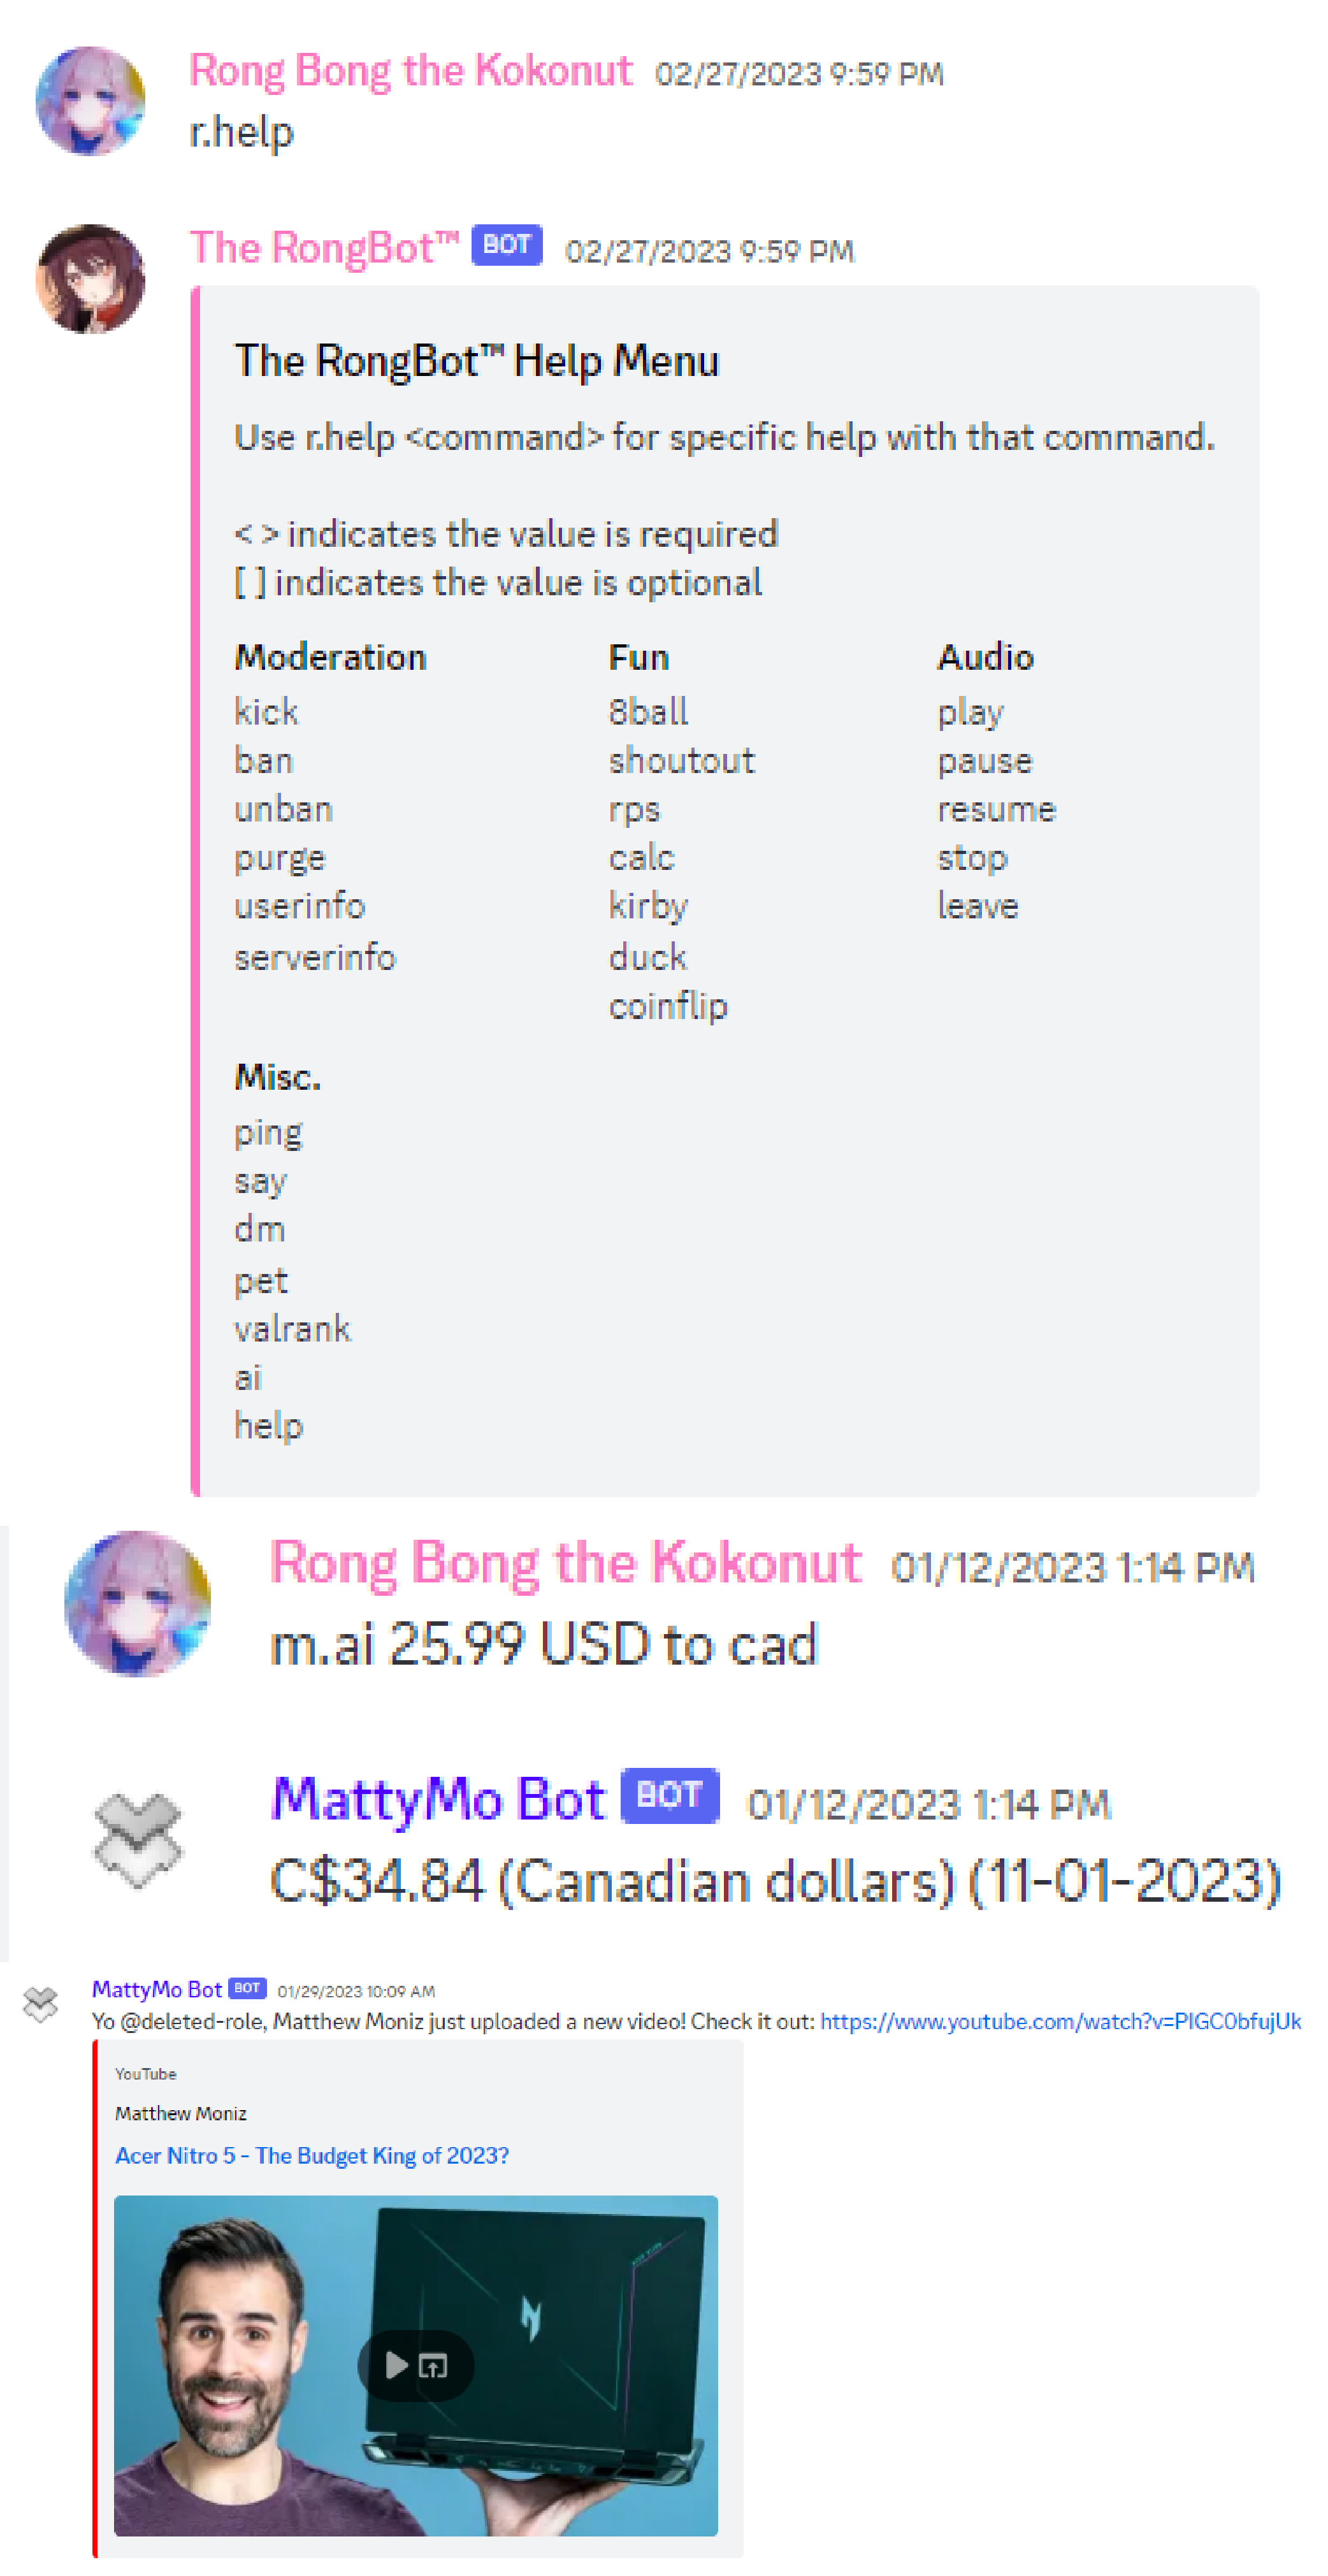 Rong Bong the Kokonut 02/27/2023 9:59 PM
r.help
The RongBot™ BOT 02/27/2023 9:59 PM
The RongBot™ Help Menu
Use r.help <command> for specific help with that command.
< > indicates the value is required
[ ] indicates the value is optional
Moderation
kick
ban
unban
purge
userinfo
serverinfo
Fun
8ball
shoutout
rps
calc
kirby
duck
coinflip
Audio
play
pause
resume
stop
leave
Misc.
ping
say
dm
pet
valrank
ai
help
Rong Bong the Kokonut 01/12/2023 1:14 PM
m.ai 25.99 USD to cad
MattyMo Bot BOT 01/12/2023 1:14 PM
C$34.84 (Canadian dollars) (11-01-2023)
MattyMo Bot BOT 01/29/2023 10:09 AM
Yo @deleted-role, Matthew Moniz just uploaded a new video! Check it out: https://www.youtube.com/watch?v=PIGC0bfujUk
YouTube
Matthew Moniz
Acer Nitro 5 - The Budget King of 2023?